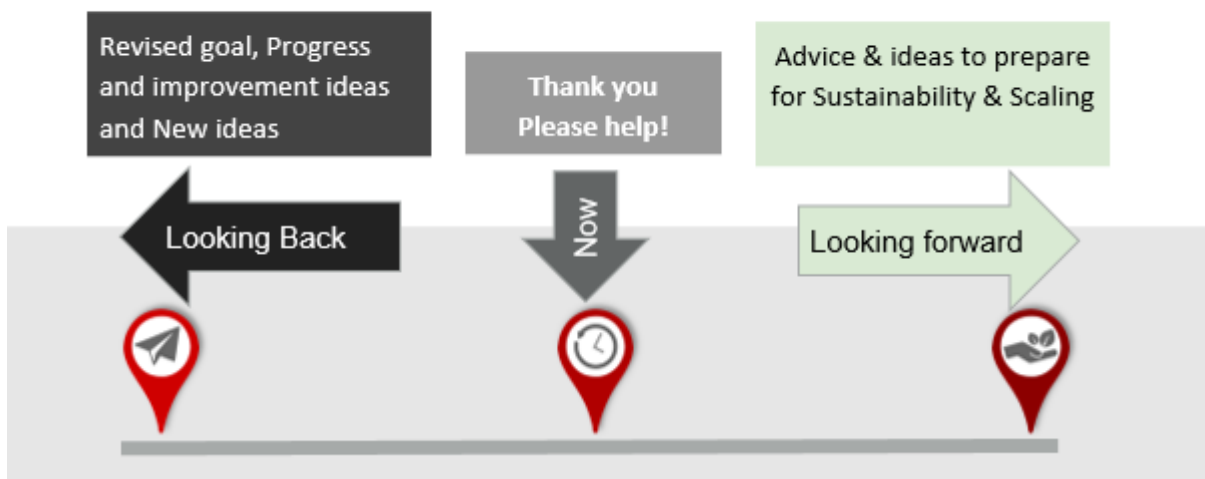 Revised goal, Progress
and improvement ideas
and New ideas
Thank you
Please help!
Advice & ideas to prepare
for Sustainability & Scaling
Looking Back
Now
Looking forward